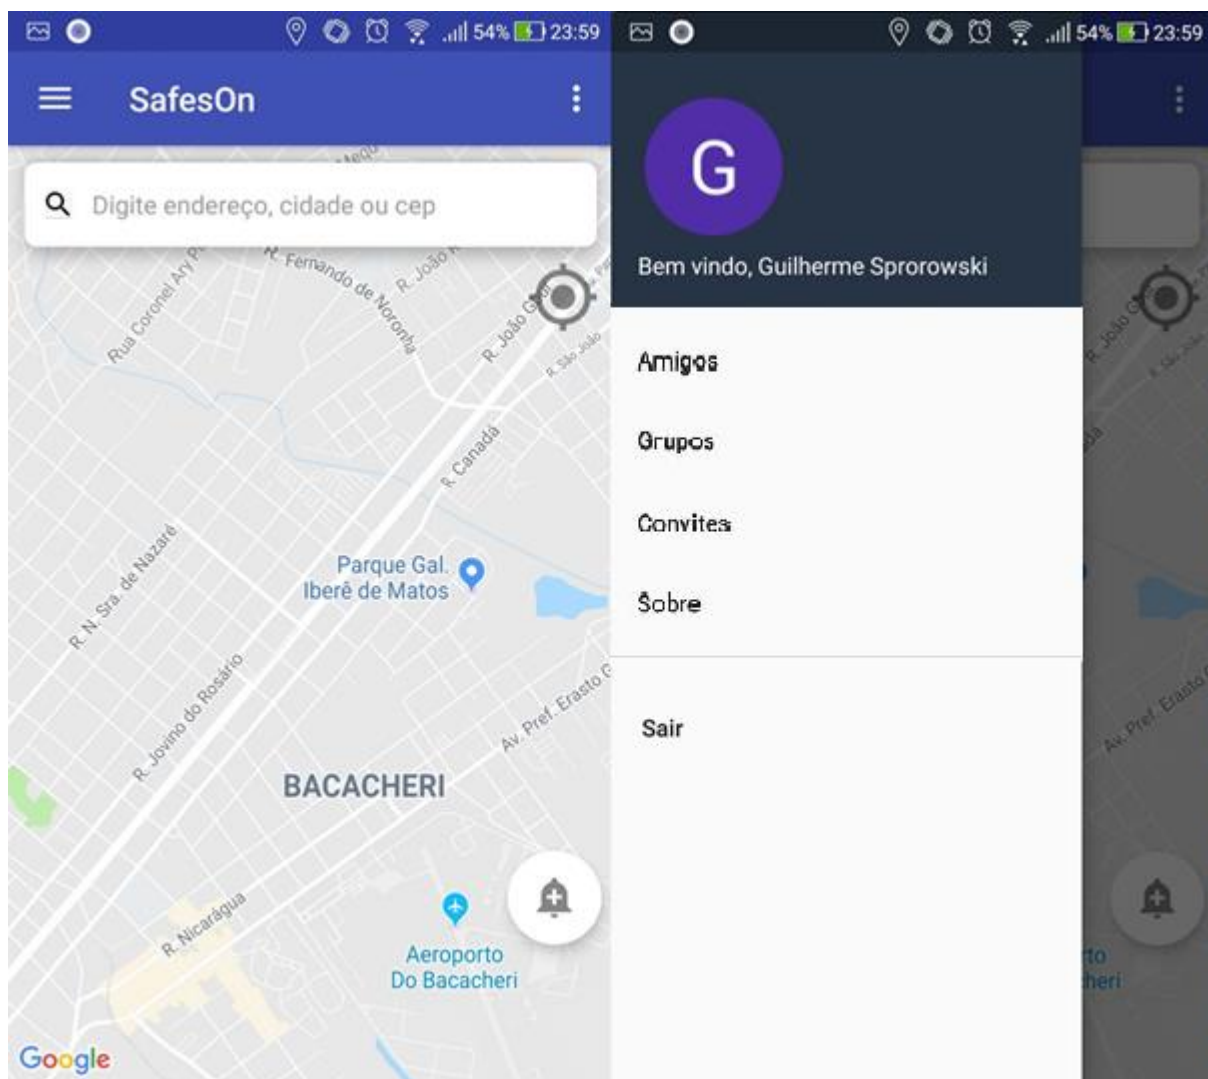 54% 23:59
SafesOn
Digite endereço, cidade ou cep
R. Fernando de Noronha
R. João
Rua Coronel Ary
R. João
R. São João
R. Canadá
R. N. Sra. de Nazaré
Parque Gal.
Iberê de Matos
R. Jovino do Rosário
Av. Pref. Erasto G
BACACHERI
R. Nicarágua
Aeroporto
Do Bacacheri
Google
54% 23:59
G
Bem vindo, Guilherme Sprorowski
Amigos
Grupos
Convites
Sobre
Sair
R. João
Av. Pref. Erasto
to
cheri